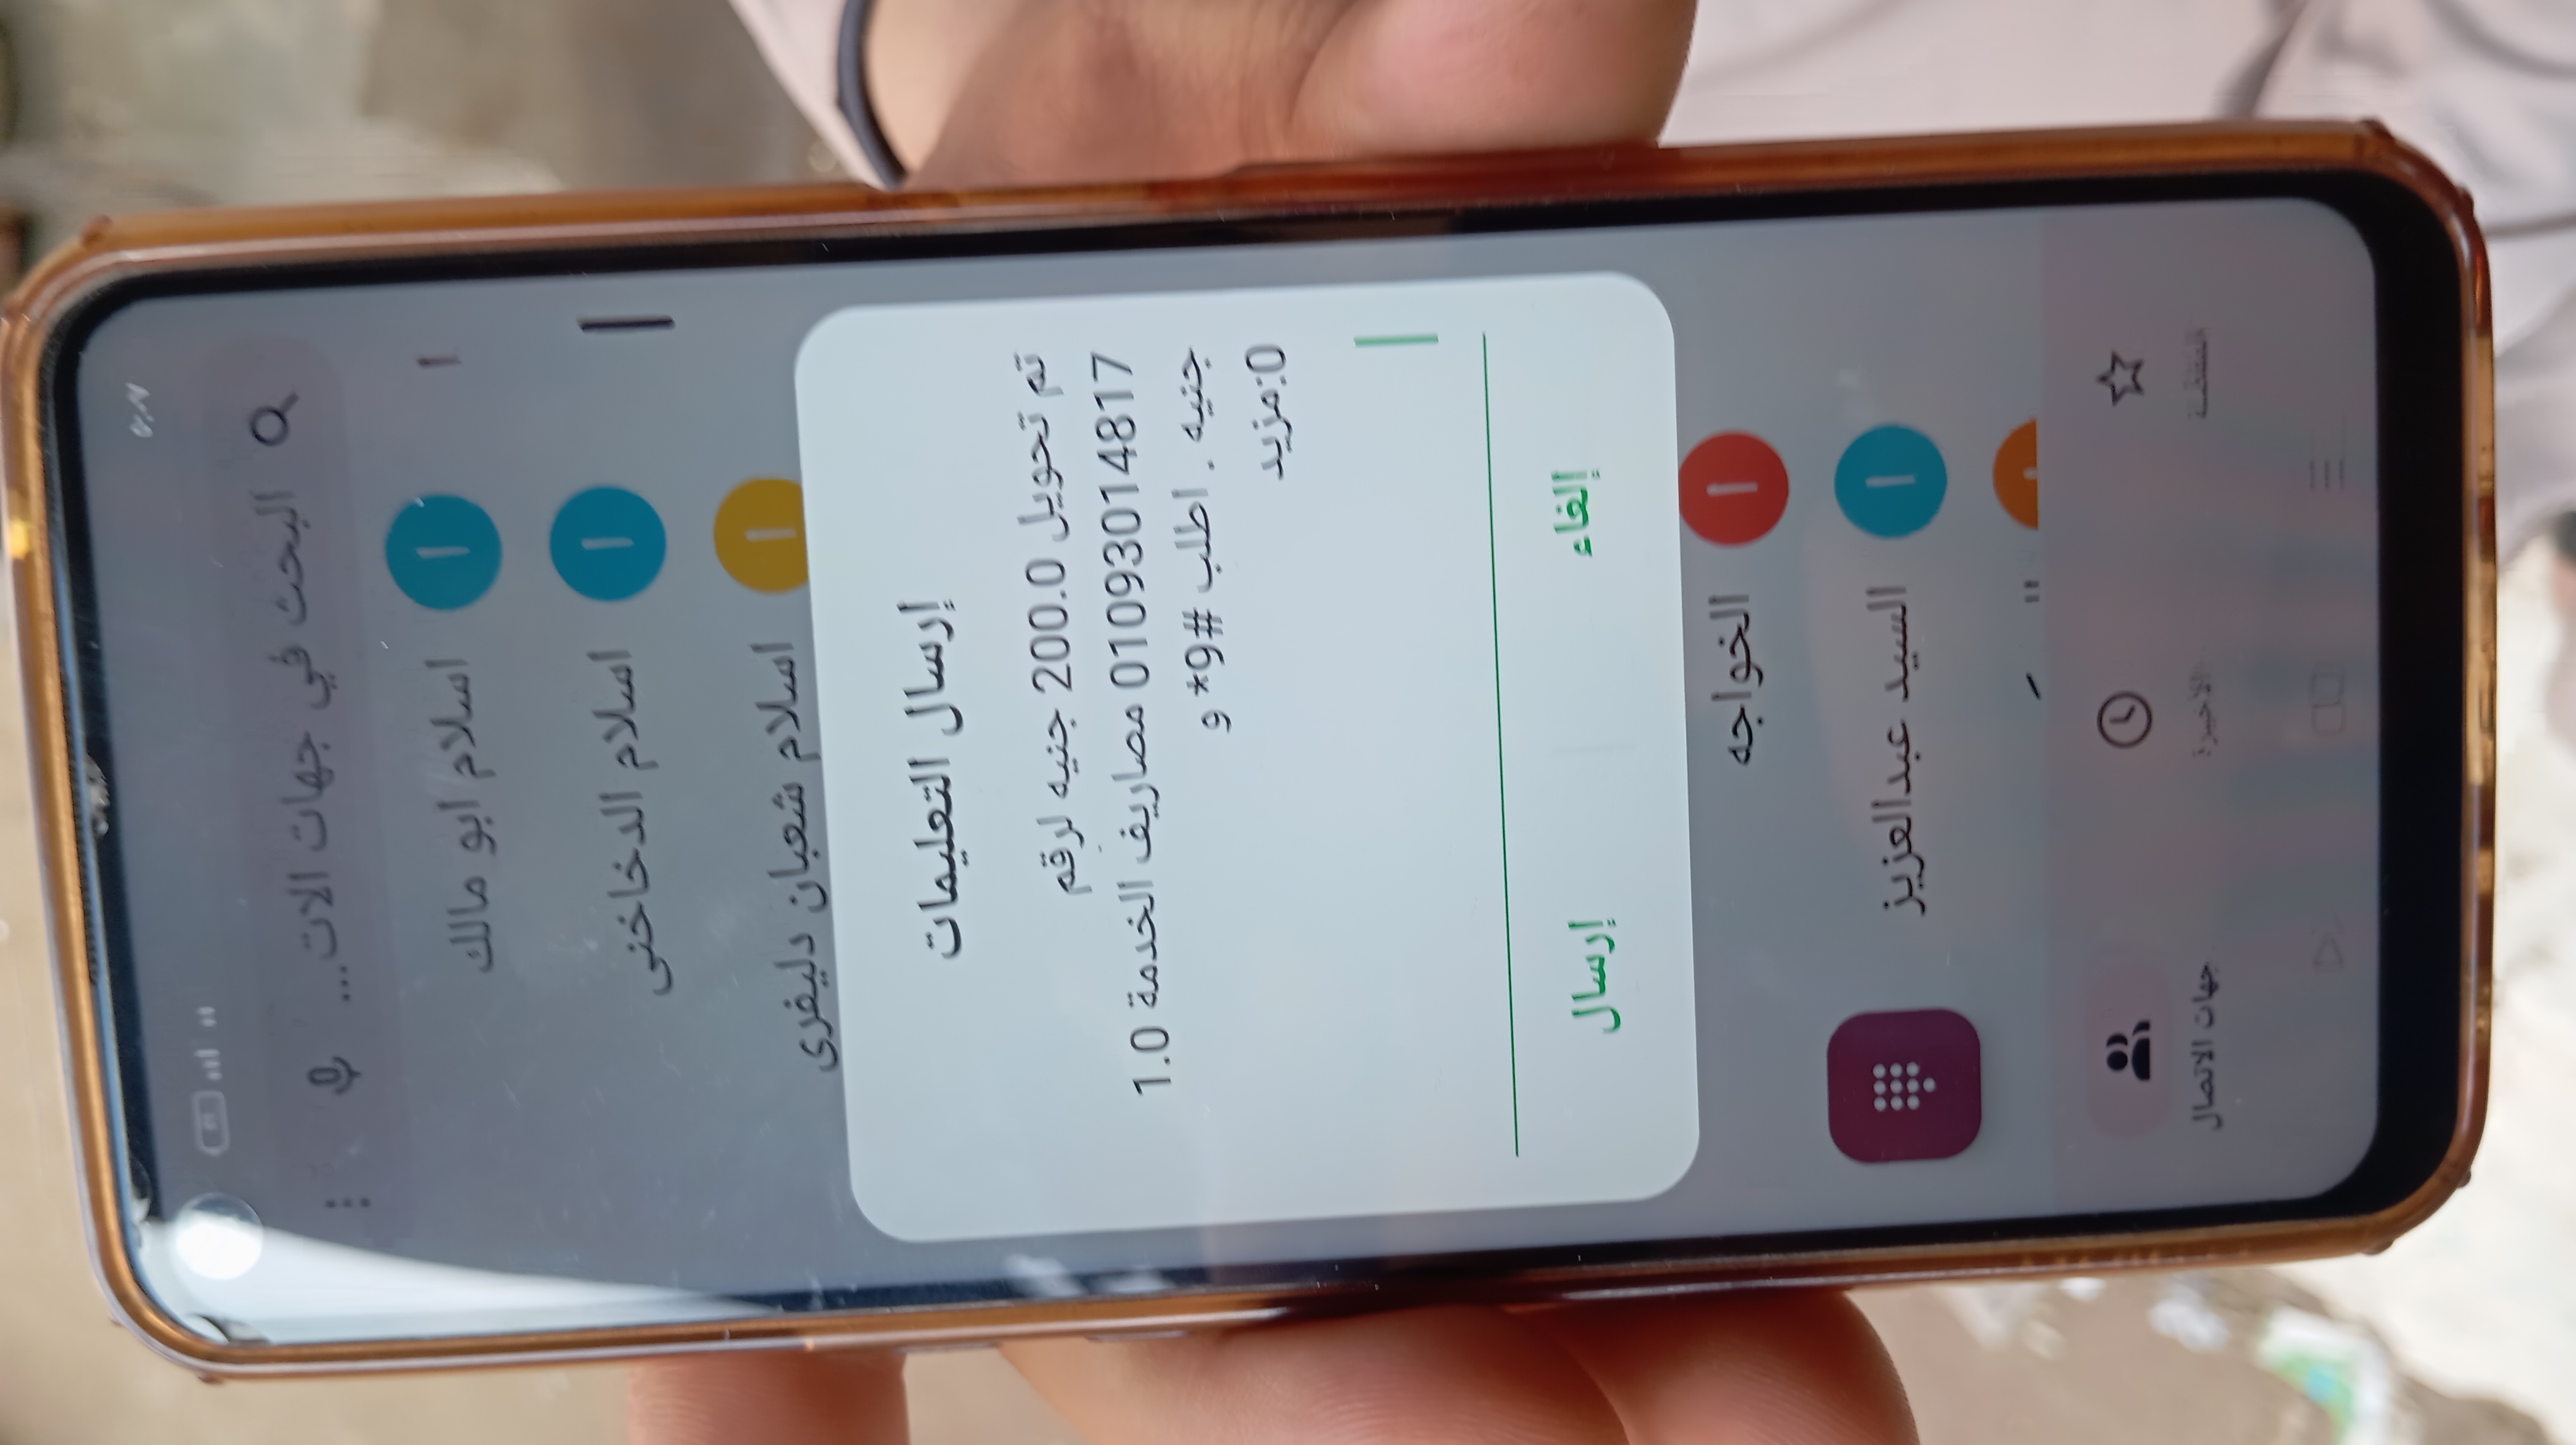 البحث في جهات الات...
ا
ا اسلام ابو مالك
ا اسلام الدخاخنى
ا اسلام شعبان دليفرى
إرسال التعليمات
تم تحويل 200.0 جنيه لرقم
01093014817 مصاريف الخدمة 1.0
جنيه . اطلب #9* و
0:مزيد
إلغاء
إرسال
ا الخواجه
ا السيد عبدالعزيز
المفضلة
الأخيرة
جهات الاتصال